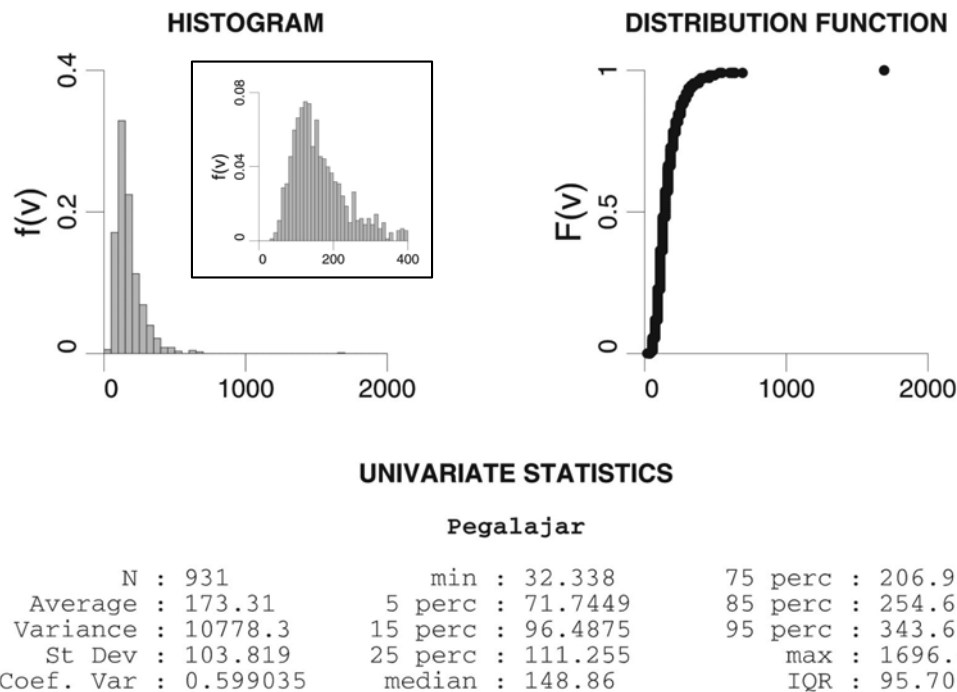 HISTOGRAM
DISTRIBUTION FUNCTION
f(v)
0.4
0.2
0
0
1000
2000
f(v)
0.08
0.04
0
0
200
400
F(v)
1
0.5
0
0
1000
2000
UNIVARIATE STATISTICS
Pegalajar
N : 931 min : 32.338 75 perc : 206.9
Average : 173.31 5 perc : 71.7449 85 perc : 254.6
Variance : 10778.3 15 perc : 96.4875 95 perc : 343.6
St Dev : 103.819 25 perc : 111.255 max : 1696.
Coef. Var : 0.599035 median : 148.86 IQR : 95.70